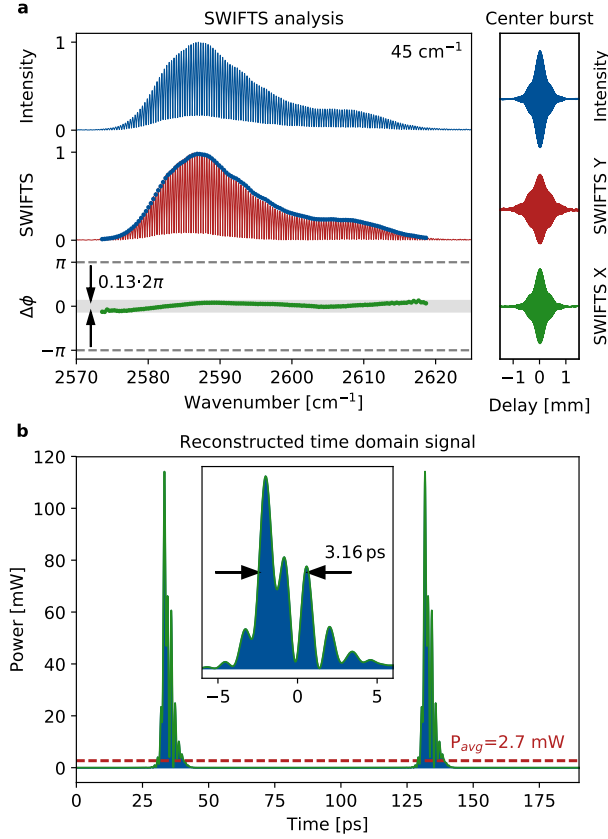 a
SWIFTS analysis
Center burst
Intensity
1
0
45 cm⁻¹
Intensity
SWIFTS
1
0
SWIFTS Y
Δϕ
π
0
−π
0.13·2π
SWIFTS X
2570 2580 2590 2600 2610 2620
Wavenumber [cm⁻¹]
−1 0 1
Delay [mm]
b
Reconstructed time domain signal
Power [mW]
120
100
80
60
40
20
0
3.16 ps
−5 0 5
P_avg=2.7 mW
0 25 50 75 100 125 150 175
Time [ps]